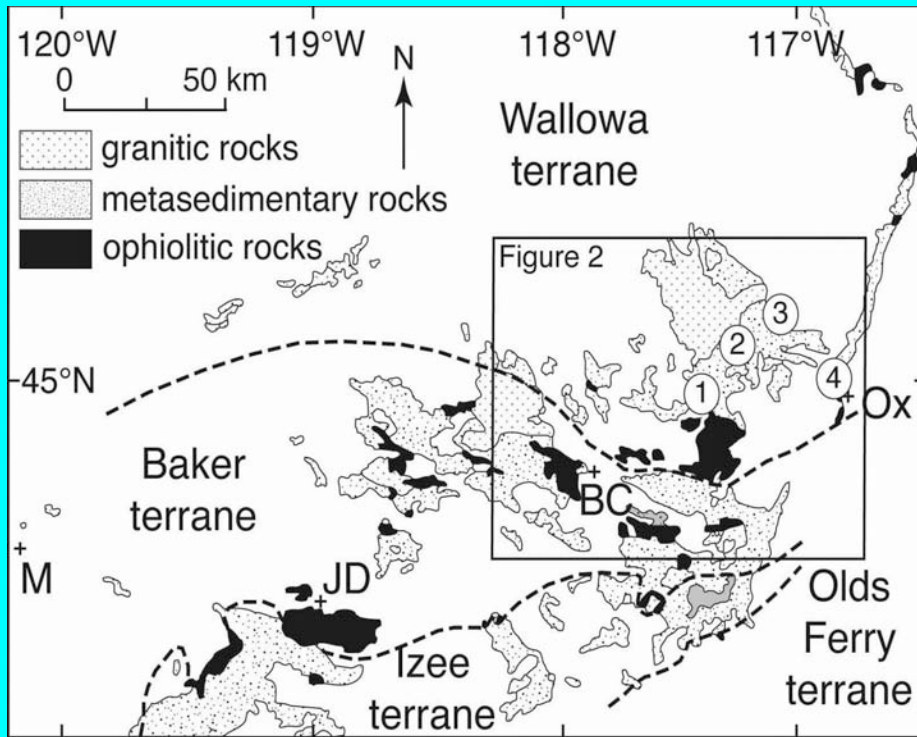 120°W 119°W 118°W 117°W
0 50 km
N
granitic rocks
metasedimentary rocks
ophiolitic rocks
Wallowa
terrane
Figure 2
3
2
45°N
1
4
Ox
Baker
terrane
BC
M
JD
Olds
Ferry
terrane
Izee
terrane